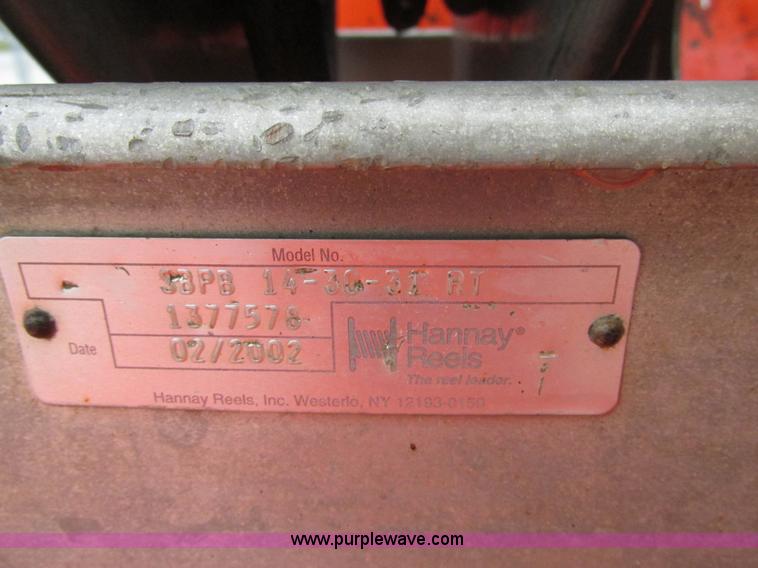 Model No.
SBPB 14-30-31 RT
1377578
Date 02/2002
Hannay®
Reels
The reel leader.
Hannay Reels, Inc. Westerlo, NY 12193-0159
www.purplewave.com